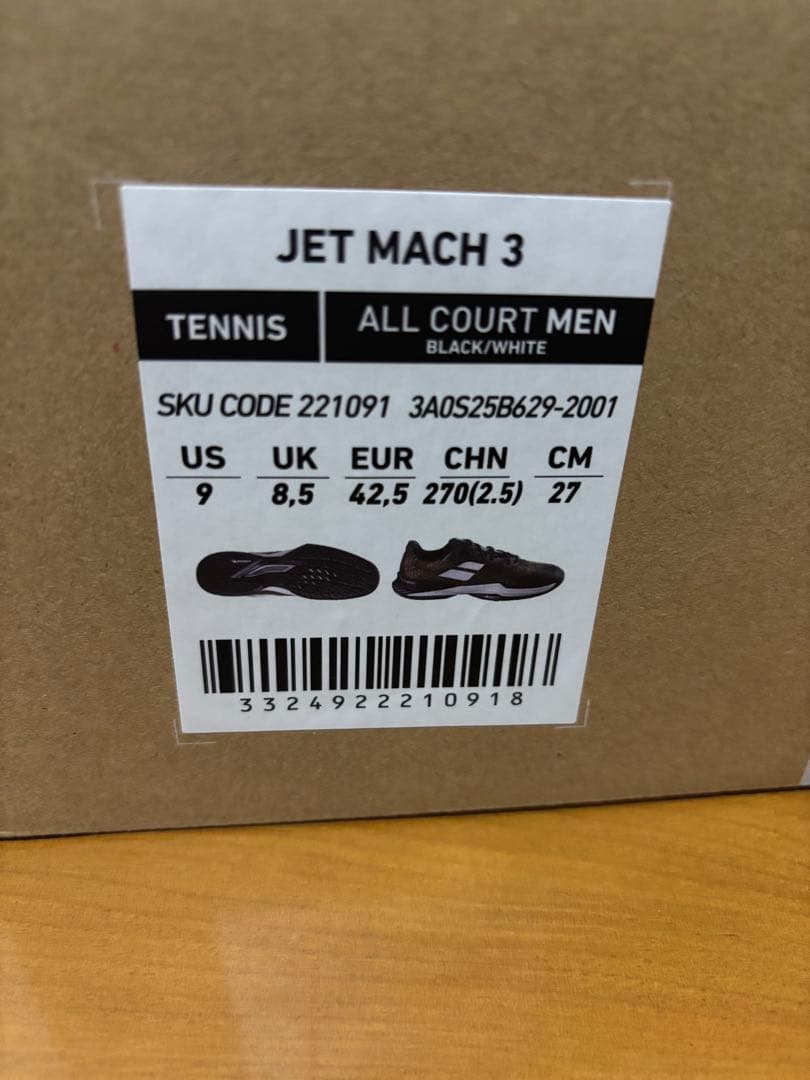 JET MACH 3
TENNIS
ALL COURT MEN
BLACK/WHITE
SKU CODE 221091 3A0S25B629-2001
US UK EUR CHN CM
9 8,5 42,5 270(2.5) 27
3324922210918